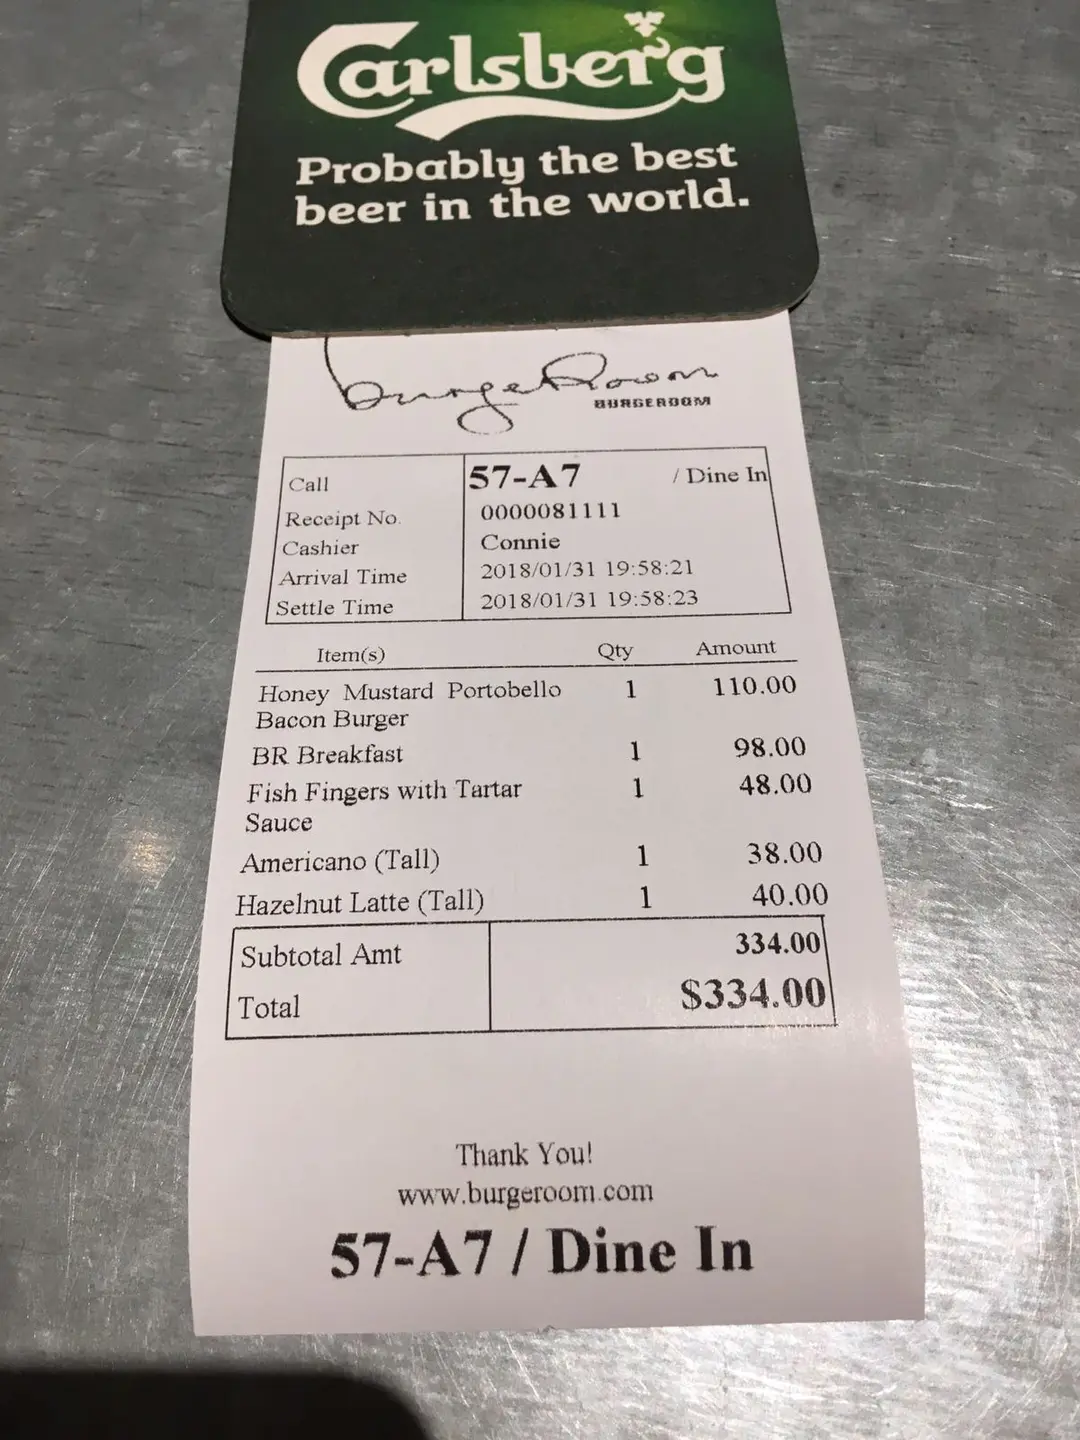 Carlsberg
Probably the best
beer in the world.
burgeRoom
BURGEROOM
Call 57-A7 / Dine In
Receipt No. 0000081111
Cashier Connie
Arrival Time 2018/01/31 19:58:21
Settle Time 2018/01/31 19:58:23
Item(s) Qty Amount
Honey Mustard Portobello 1 110.00
Bacon Burger
BR Breakfast 1 98.00
Fish Fingers with Tartar 1 48.00
Sauce
Americano (Tall) 1 38.00
Hazelnut Latte (Tall) 1 40.00
Subtotal Amt 334.00
Total $334.00
Thank You!
www.burgeroom.com
57-A7 / Dine In